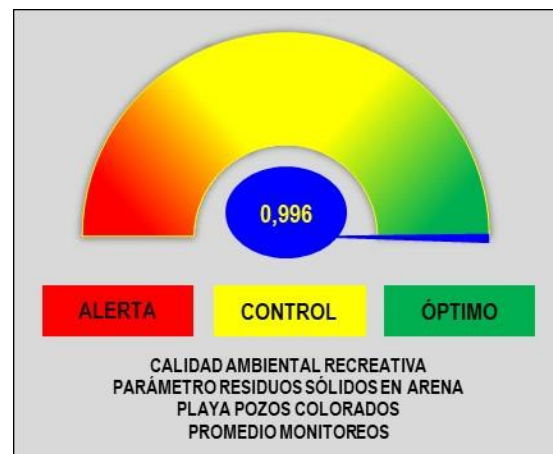 0,996
ALERTA CONTROL ÓPTIMO
CALIDAD AMBIENTAL RECREATIVA
PARÁMETRO RESIDUOS SÓLIDOS EN ARENA
PLAYA POZOS COLORADOS
PROMEDIO MONITOREOS